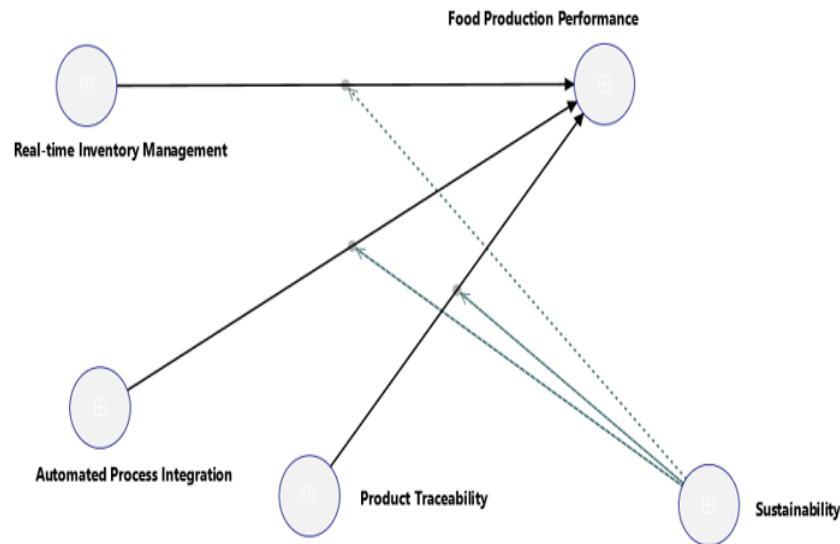 Food Production Performance
Real-time Inventory Management
Automated Process Integration
Product Traceability
Sustainability